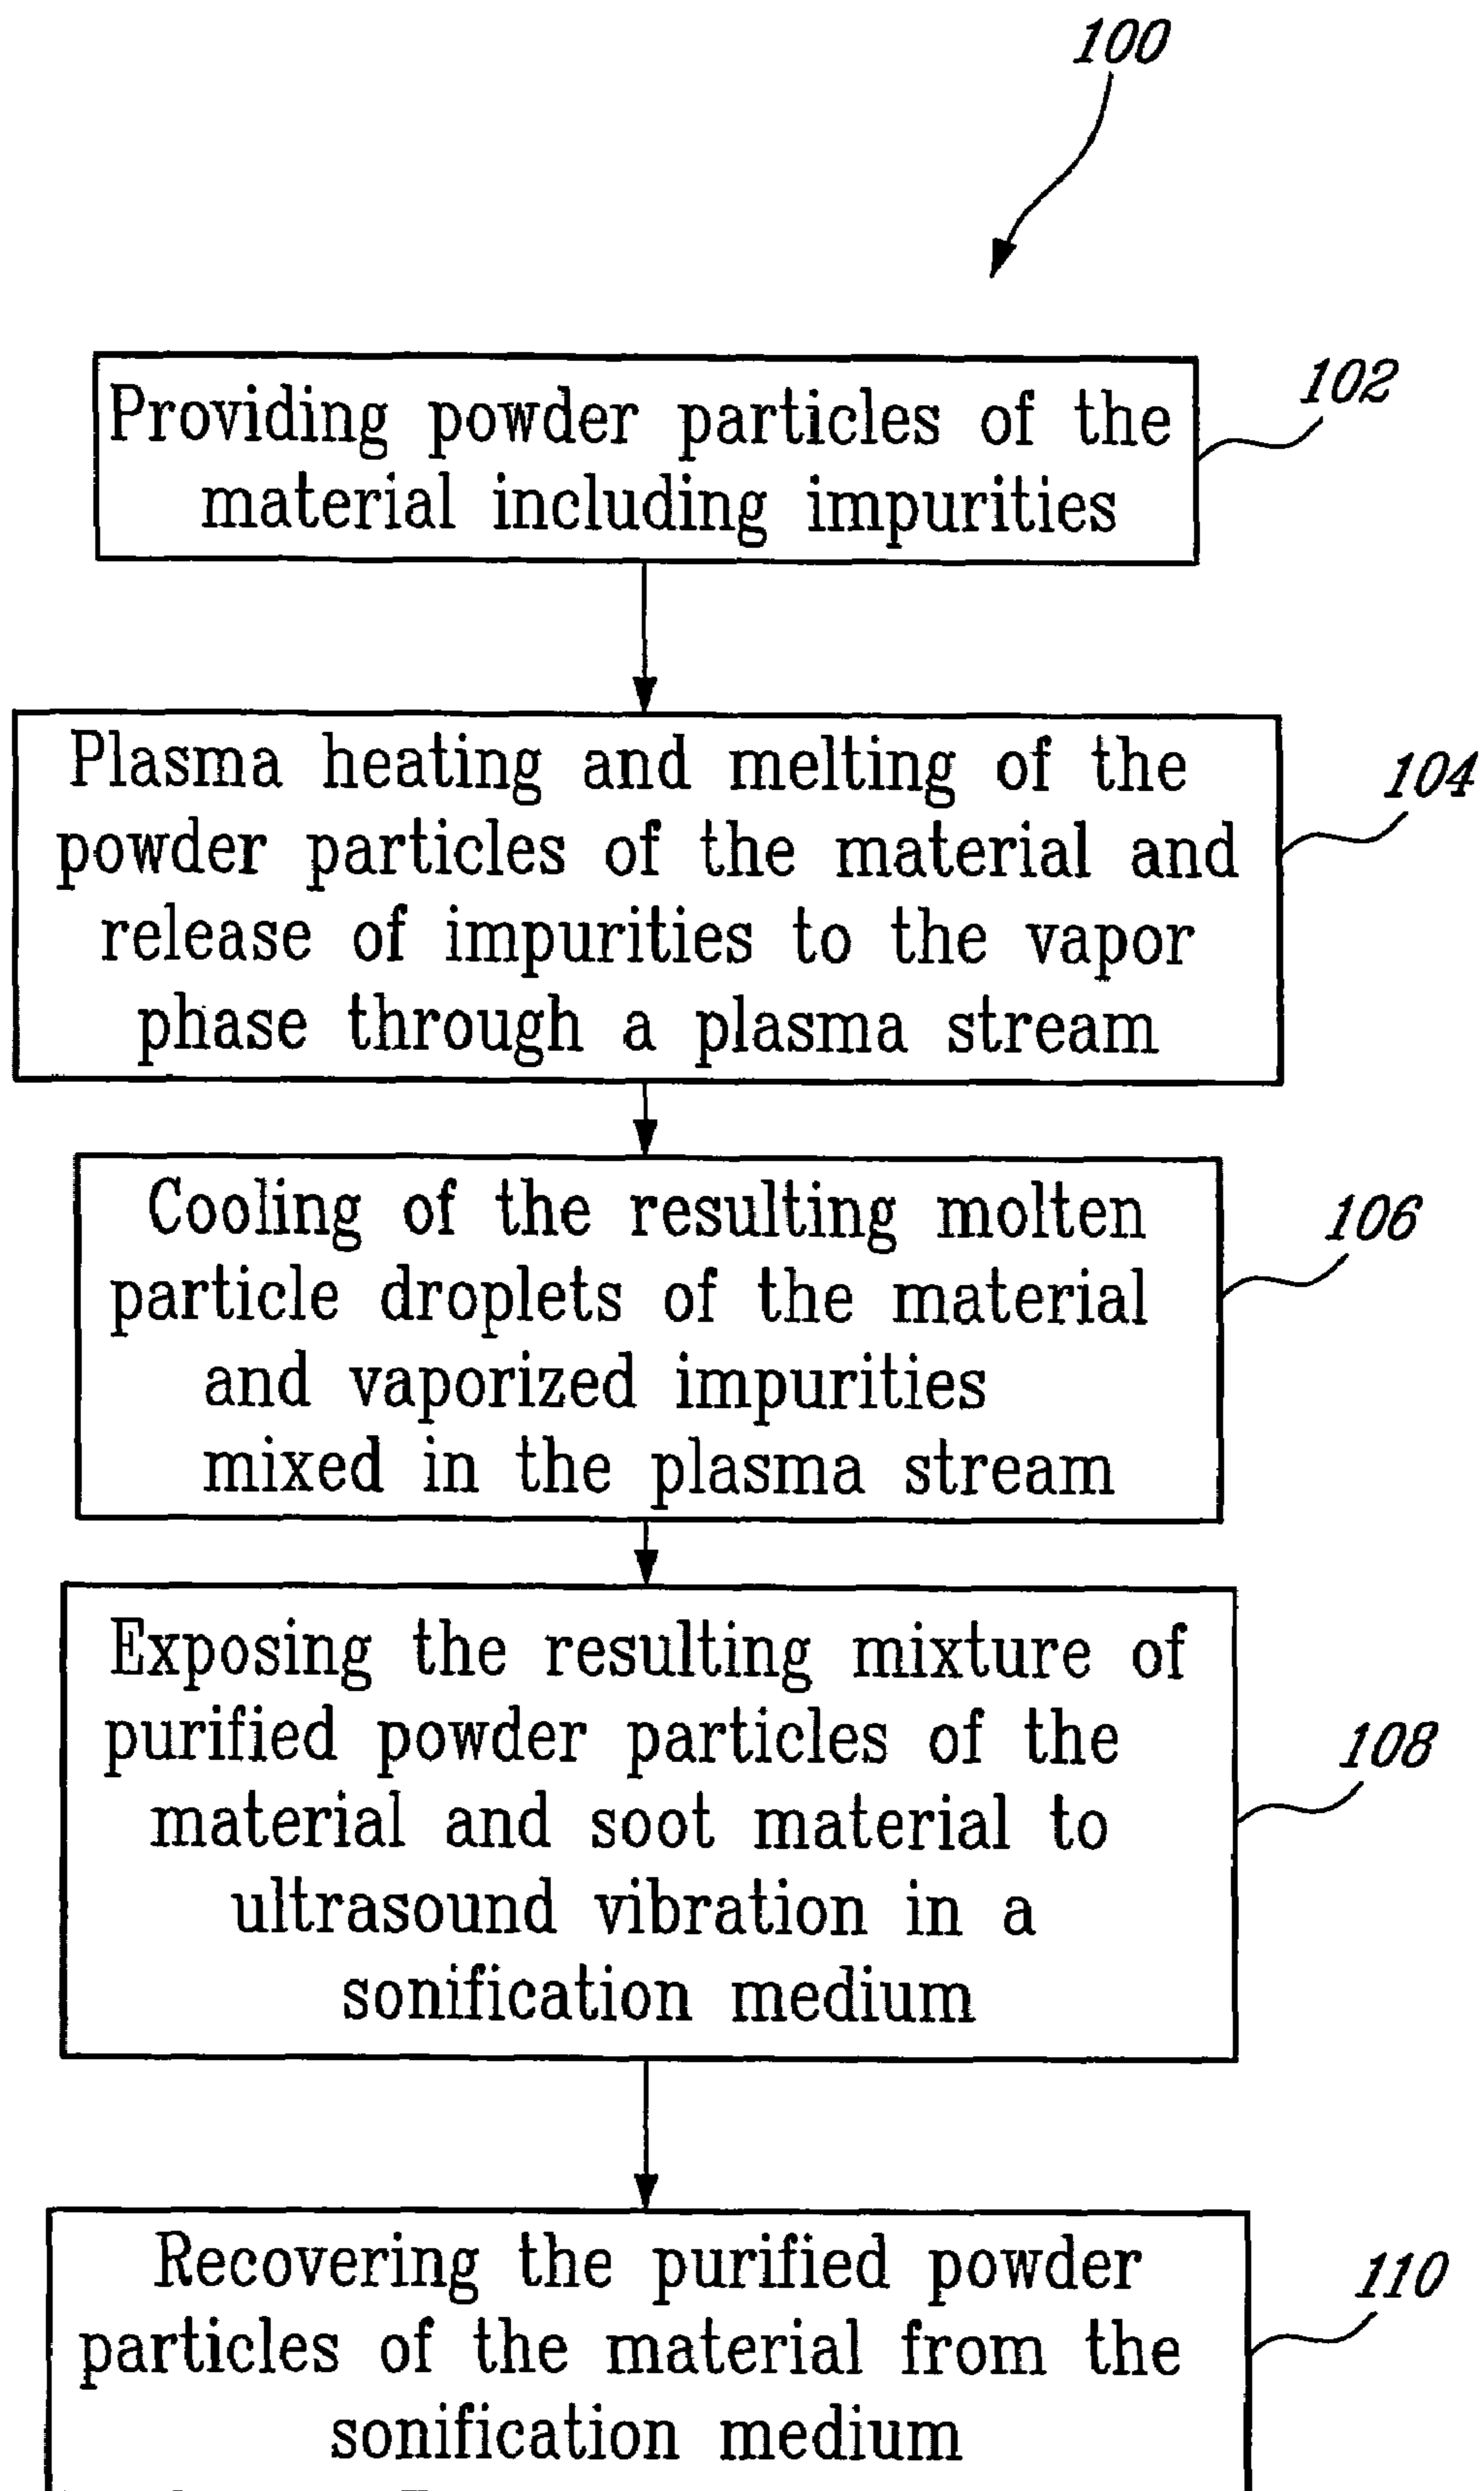 100
Providing powder particles of the
material including impurities
102
Plasma heating and melting of the
powder particles of the material and
release of impurities to the vapor
phase through a plasma stream
104
Cooling of the resulting molten
particle droplets of the material
and vaporized impurities
mixed in the plasma stream
106
Exposing the resulting mixture of
purified powder particles of the
material and soot material to
ultrasound vibration in a
sonification medium
108
Recovering the purified powder
particles of the material from the
sonification medium
110